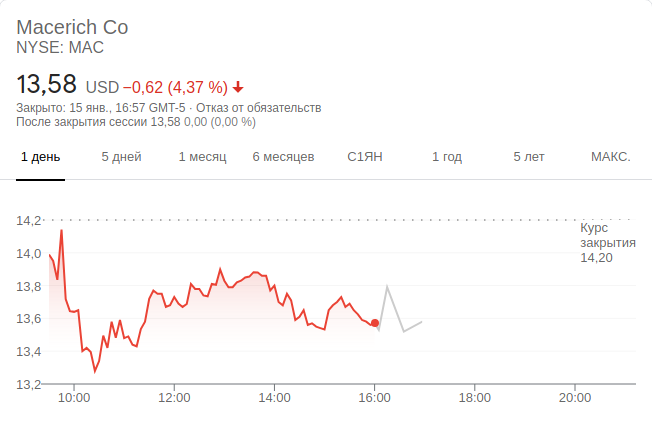 Macerich Co
NYSE: MAC
13,58 USD −0,62 (4,37 %)
Закрыто: 15 янв., 16:57 GMT-5 · Отказ от обязательств
После закрытия сессии 13,58 0,00 (0,00 %)
1 день 5 дней 1 месяц 6 месяцев С1ЯН 1 год 5 лет МАКС.
14,2
Курс
закрытия
14,20
14,0
13,8
13,6
13,4
13,2
10:00 12:00 14:00 16:00 18:00 20:00